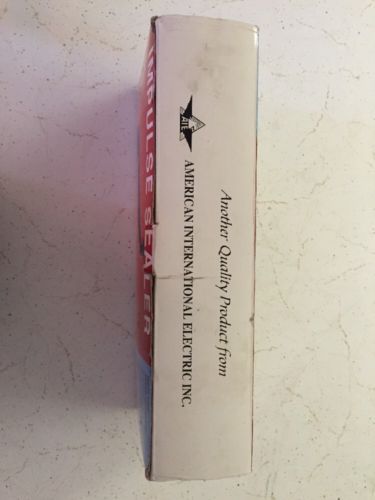 Another Quality Product from
AIE
AMERICAN INTERNATIONAL ELECTRIC INC.
IMPULSE SEALER